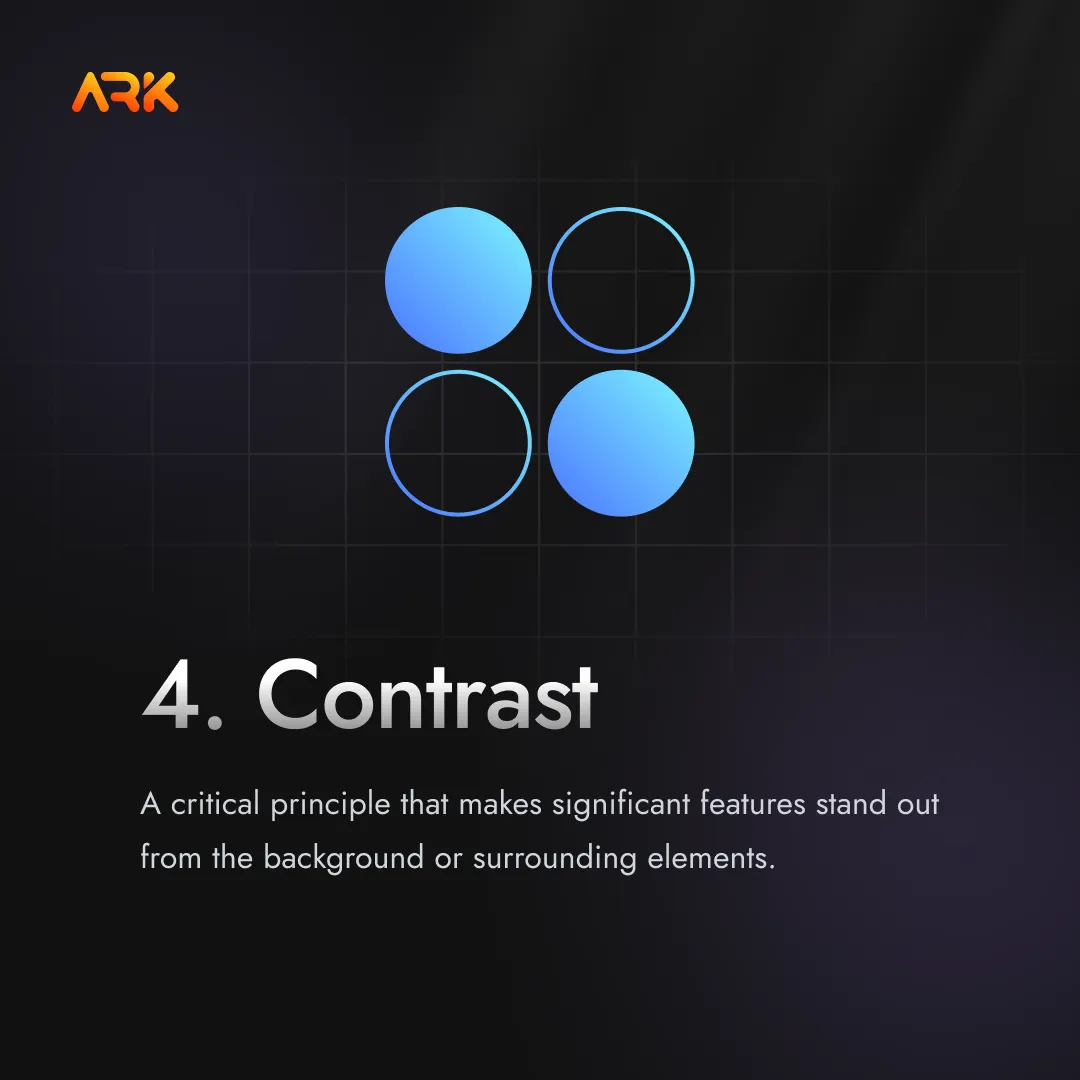 ARK
4. Contrast
A critical principle that makes significant features stand out
from the background or surrounding elements.